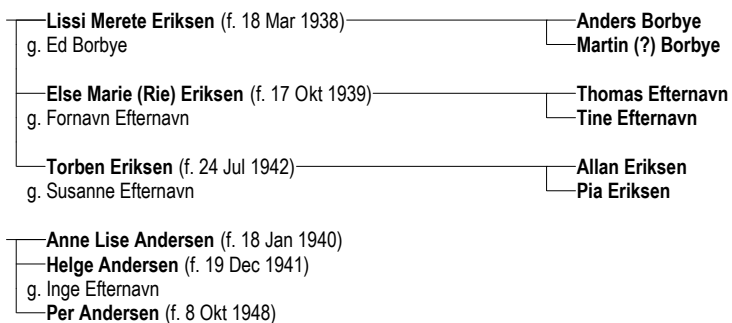 Lissi Merete Eriksen (f. 18 Mar 1938) Anders Borbye
g. Ed Borbye Martin (?) Borbye
Else Marie (Rie) Eriksen (f. 17 Okt 1939) Thomas Efternavn
g. Fornavn Efternavn Tine Efternavn
Torben Eriksen (f. 24 Jul 1942) Allan Eriksen
g. Susanne Efternavn Pia Eriksen
Anne Lise Andersen (f. 18 Jan 1940)
Helge Andersen (f. 19 Dec 1941)
g. Inge Efternavn
Per Andersen (f. 8 Okt 1948)